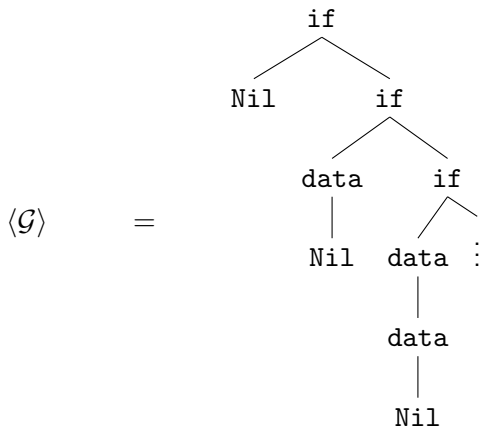 if
Nil if
data if
⟨𝒢⟩ = Nil data ⋮
data
Nil